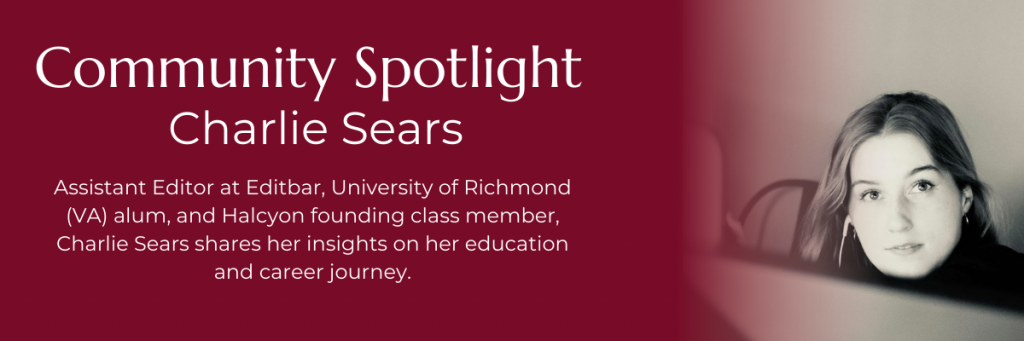 Community Spotlight
Charlie Sears
Assistant Editor at Editbar, University of Richmond
(VA) alum, and Halcyon founding class member,
Charlie Sears shares her insights on her education
and career journey.